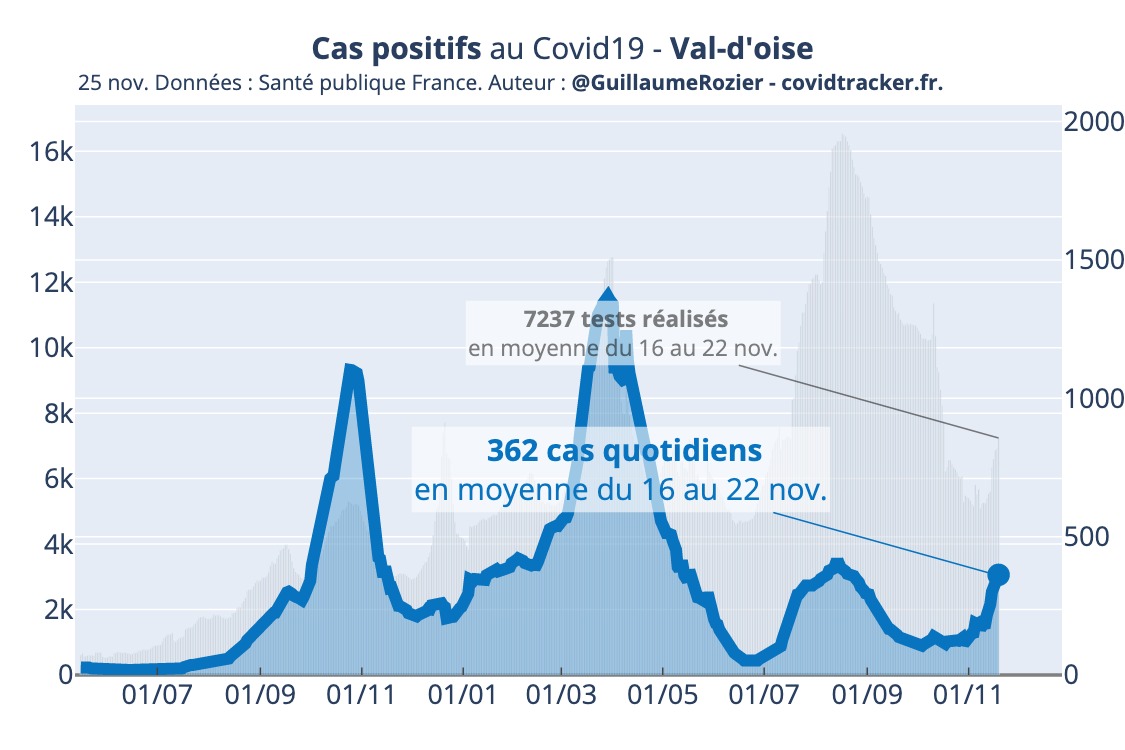 Cas positifs au Covid19 - Val-d'oise
25 nov. Données : Santé publique France. Auteur : @GuillaumeRozier - covidtracker.fr.
2000
16k
14k
1500
12k
7237 tests réalisés
en moyenne du 16 au 22 nov.
10k
1000
8k
362 cas quotidiens
en moyenne du 16 au 22 nov.
6k
500
4k
2k
0
0
01/07 01/09 01/11 01/01 01/03 01/05 01/07 01/09 01/11